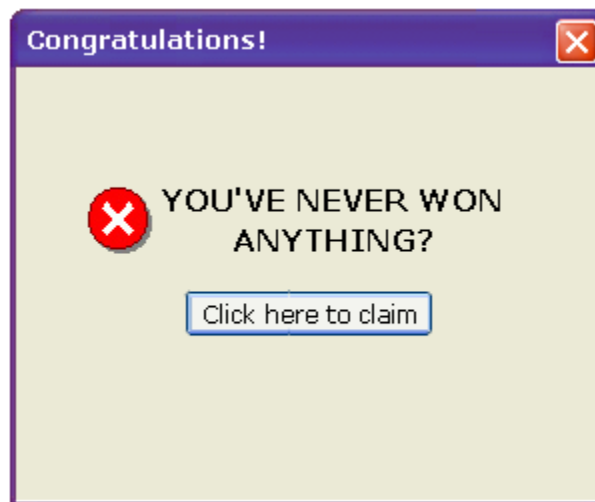 Congratulations!
YOU'VE NEVER WON
ANYTHING?
Click here to claim